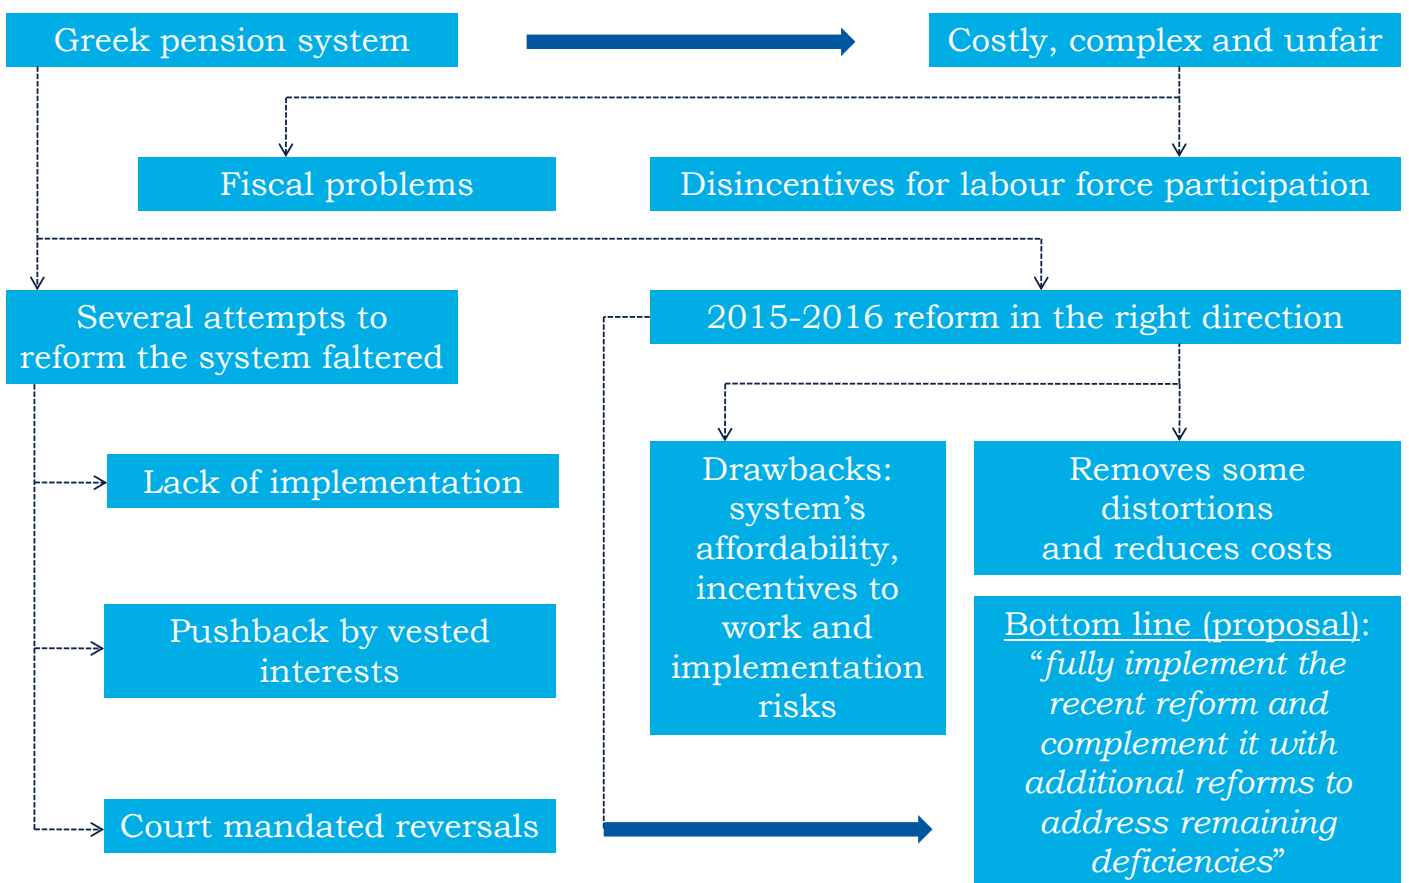 Greek pension system
Costly, complex and unfair
Fiscal problems
Disincentives for labour force participation
Several attempts to
reform the system faltered
2015-2016 reform in the right direction
Lack of implementation
Pushback by vested
interests
Court mandated reversals
Drawbacks:
system’s
affordability,
incentives to
work and
implementation
risks
Removes some
distortions
and reduces costs
Bottom line (proposal):
“fully implement the
recent reform and
complement it with
additional reforms to
address remaining
deficiencies”